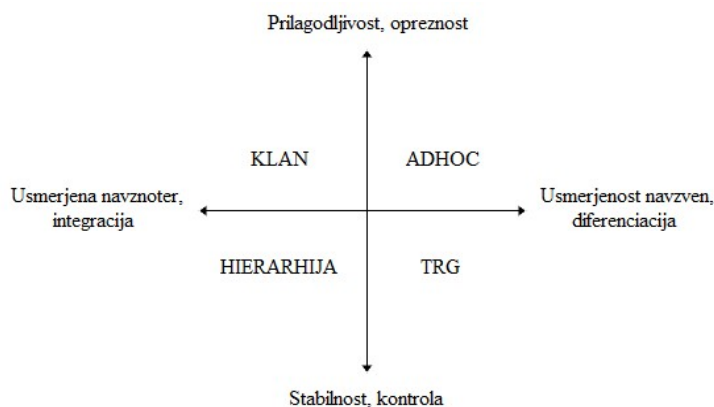 Prilagodljivost, opreznost
KLAN
ADHOC
Usmerjena navznoter,
integracija
Usmerjenost navzven,
diferenciacija
HIERARHIJA
TRG
Stabilnost, kontrola